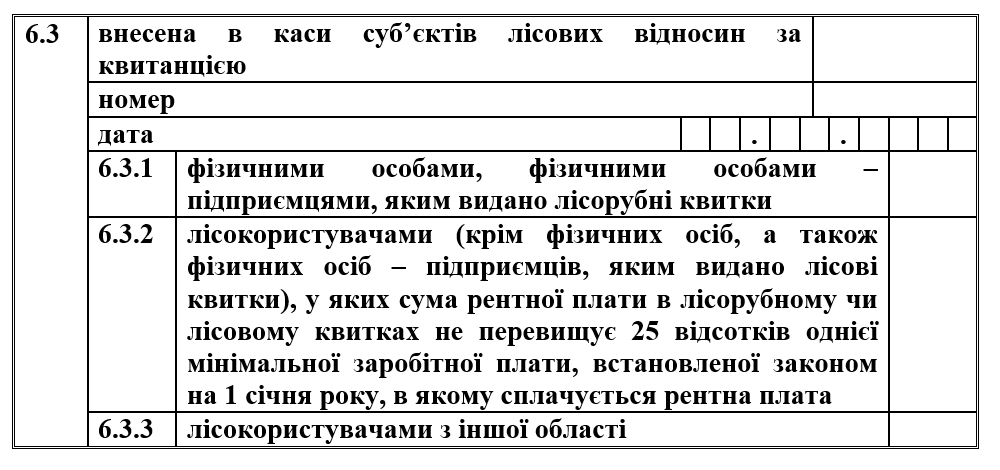 6.3 внесена в каси суб’єктів лісових відносин за
квитанцією
номер
дата . .
6.3.1 фізичними особами, фізичними особами –
підприємцями, яким видано лісорубні квитки
6.3.2 лісокористувачами (крім фізичних осіб, а також
фізичних осіб – підприємців, яким видано лісові
квитки), у яких сума рентної плати в лісорубному чи
лісовому квитках не перевищує 25 відсотків однієї
мінімальної заробітної плати, встановленої законом
на 1 січня року, в якому сплачується рентна плата
6.3.3 лісокористувачами з іншої області